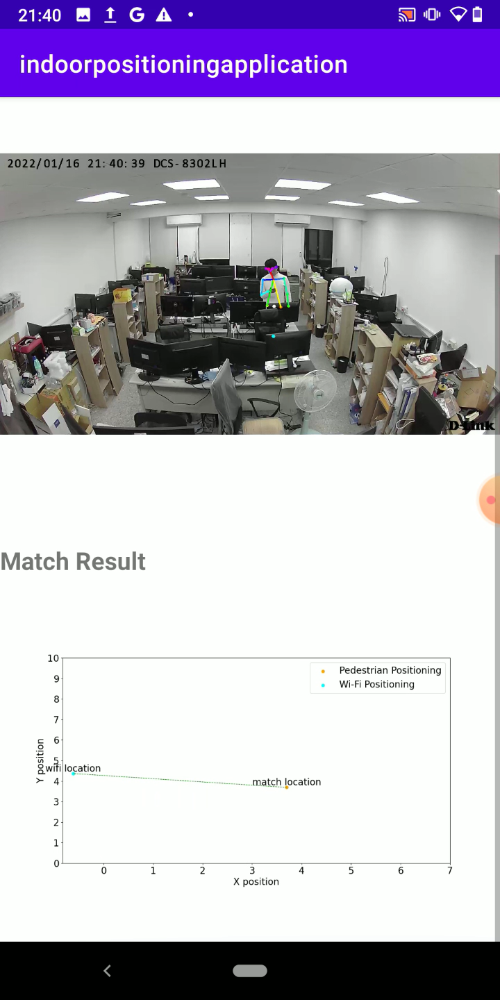 21:40
indoorpositioningapplication
2022/01/16 21:40:39 DCS-8302LH
D-Link
Match Result
10
9
8
7
6
5
4
3
2
1
0
Y position
Pedestrian Positioning
Wi-Fi Positioning
wifi location
match location
0 1 2 3 4 5 6 7
X position